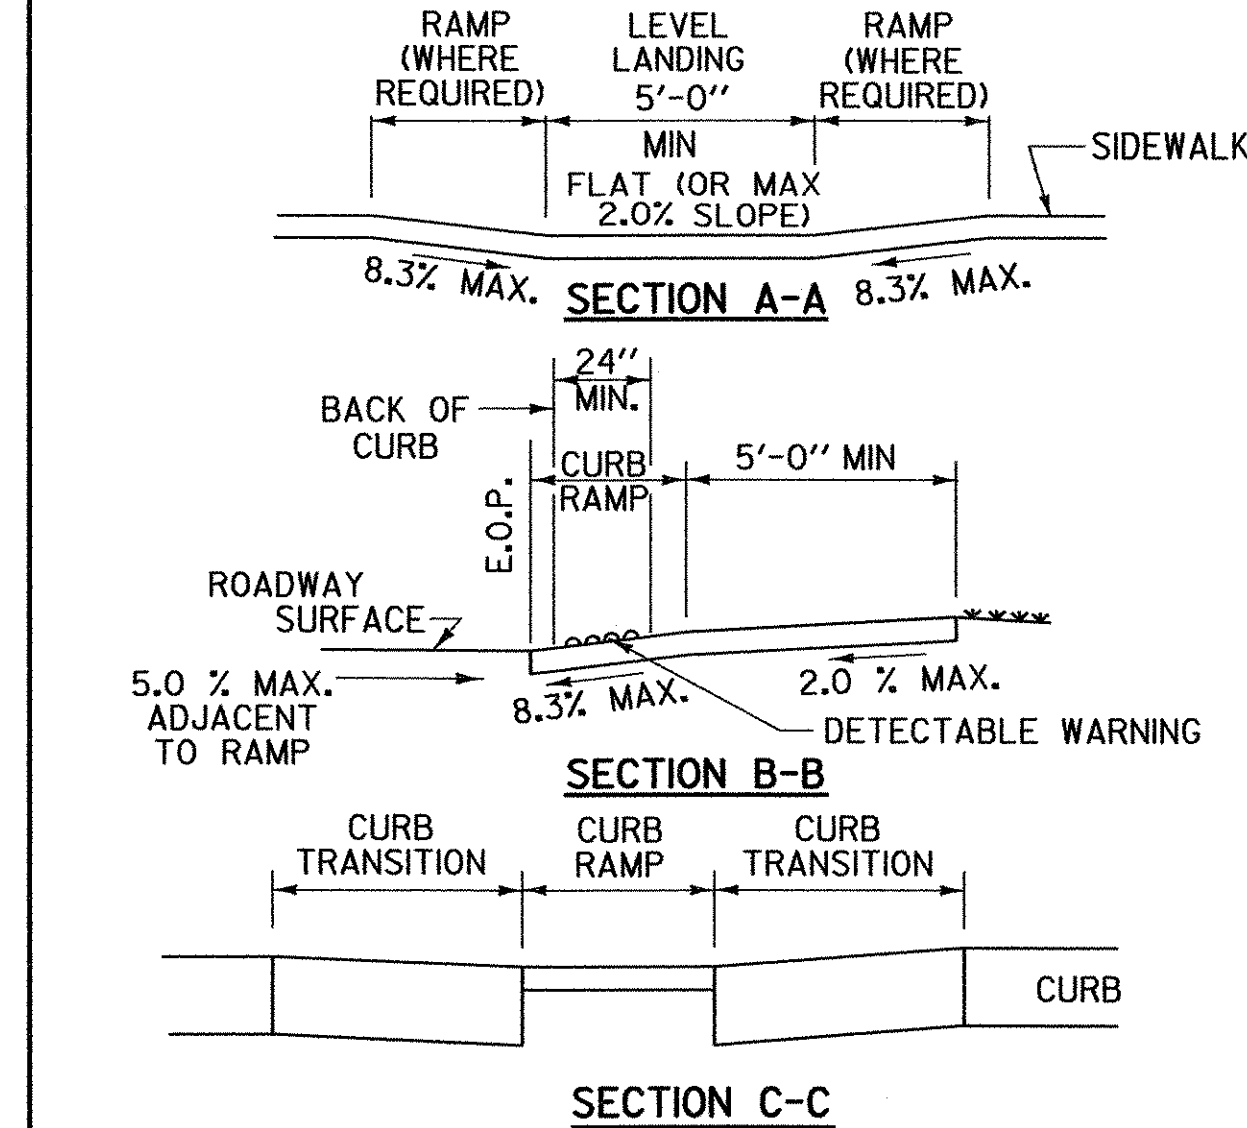 RAMP
(WHERE
REQUIRED)
LEVEL
LANDING
5'-0"
MIN
FLAT (OR MAX
2.0% SLOPE)
RAMP
(WHERE
REQUIRED)
SIDEWALK
8.3% MAX.
8.3% MAX.
SECTION A-A
24"
MIN.
BACK OF
CURB
CURB
RAMP
5'-0" MIN
E.O.P.
ROADWAY
SURFACE
5.0 % MAX.
ADJACENT
TO RAMP
8.3% MAX.
2.0 % MAX.
DETECTABLE WARNING
SECTION B-B
CURB
TRANSITION
CURB
RAMP
CURB
TRANSITION
CURB
SECTION C-C